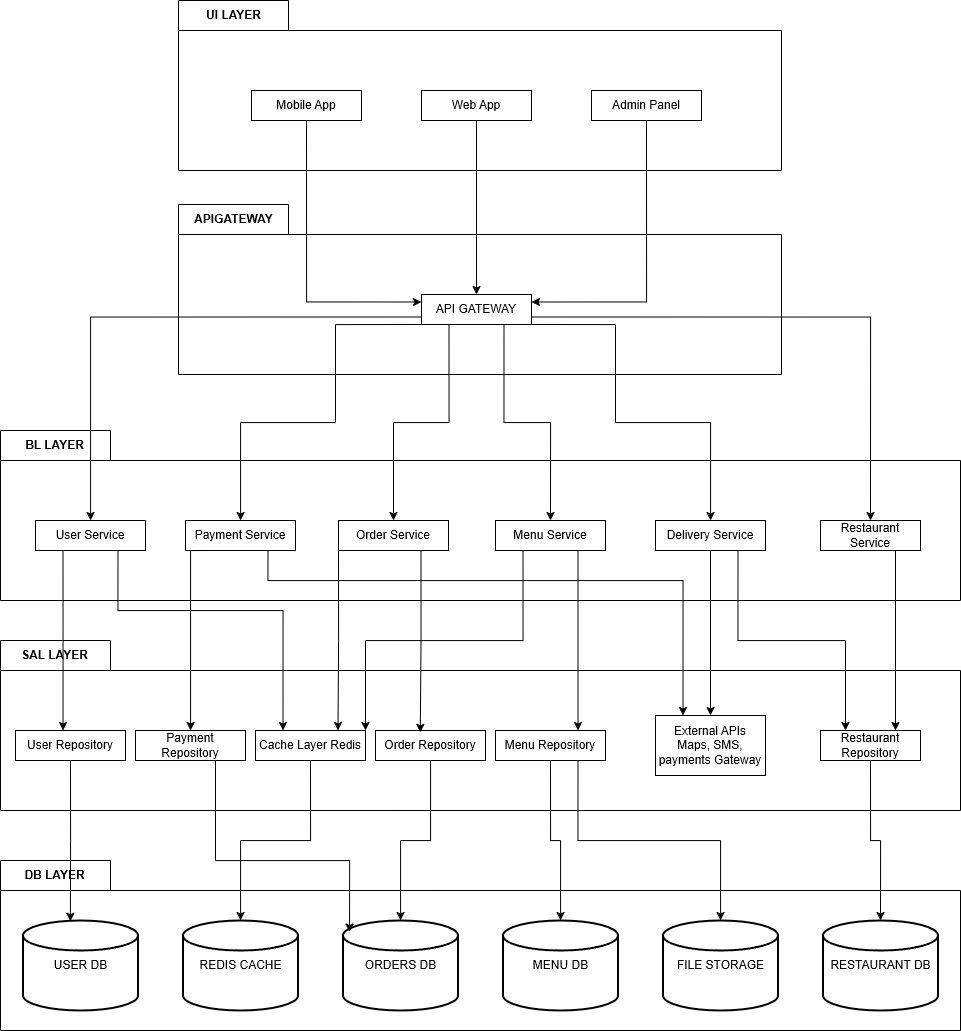 UI LAYER
Mobile App
Web App
Admin Panel
APIGATEWAY
API GATEWAY
BL LAYER
User Service
Payment Service
Order Service
Menu Service
Delivery Service
Restaurant
Service
SAL LAYER
User Repository
Payment
Repository
Cache Layer Redis
Order Repository
Menu Repository
External APIs
Maps, SMS,
payments Gateway
Restaurant
Repository
DB LAYER
USER DB
REDIS CACHE
ORDERS DB
MENU DB
FILE STORAGE
RESTAURANT DB